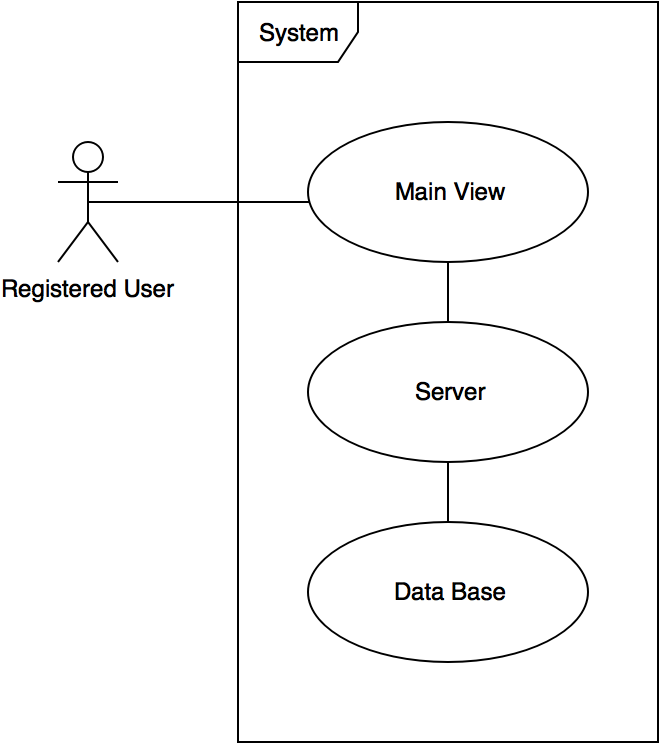 System
Main View
Registered User
Server
Data Base